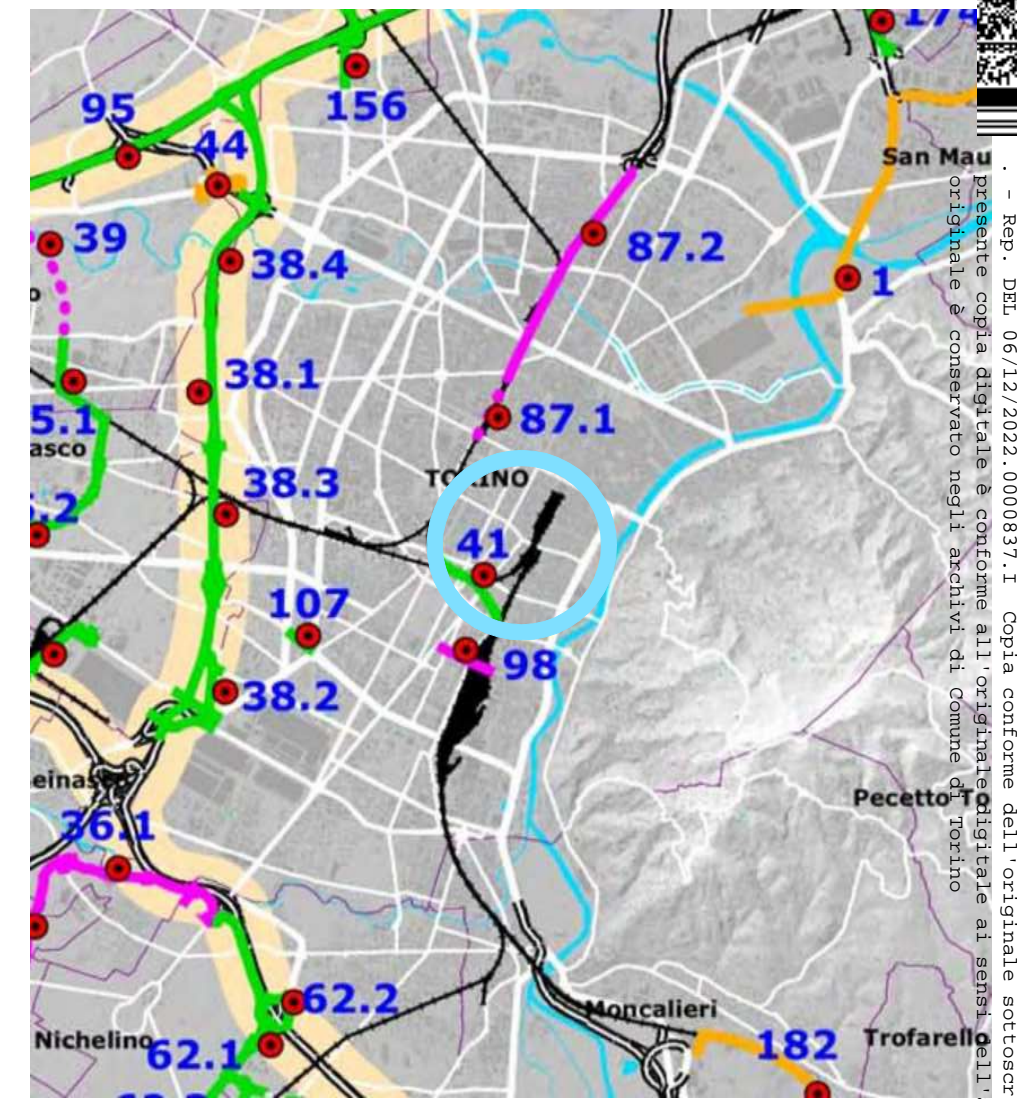 174
95
156
44
San Mau
39
87.2
38.4
1
38.1
87.1
5.1
asco
TORINO
38.3
5.2
41
107
98
38.2
einasco
Pecetto To
36.1
62.2
Moncalieri
Nichelino
62.1
182
Trofarello
. - Rep. DEL 06/12/2022.0000837.I Copia conforme dell'originale sottoscr
presente copia digitale è conforme all'originale digitale ai sensi dell'
originale è conservato negli archivi di Comune di Torino